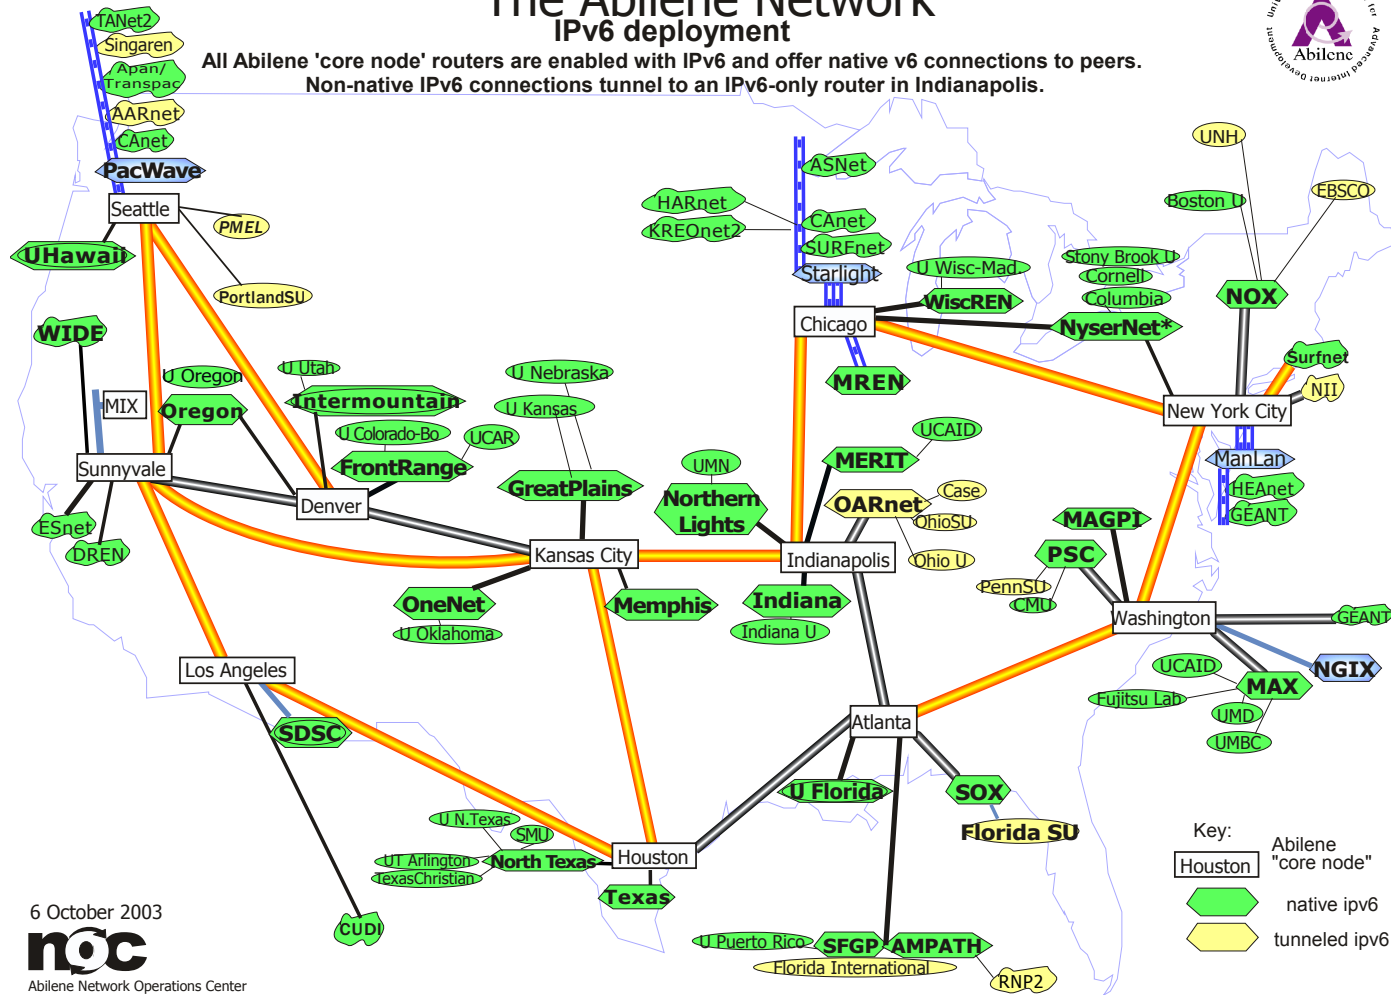 The Abilene Network
IPv6 deployment
All Abilene 'core node' routers are enabled with IPv6 and offer native v6 connections to peers.
Non-native IPv6 connections tunnel to an IPv6-only router in Indianapolis.
Abilene
Advanced Internet Development
TANet2
Singaren
Apan/
Transpac
AARnet
CAnet
PacWave
Seattle
PMEL
UHawaii
PortlandSU
WIDE
MIX
U Oregon
Oregon
Sunnyvale
ESnet
DREN
U Utah
Intermountain
U Colorado-Bo
UCAR
FrontRange
Denver
U Nebraska
U Kansas
GreatPlains
Kansas City
OneNet
U Oklahoma
Memphis
HARnet
KREOnet2
ASNet
CAnet
SURFnet
Starlight
Chicago
U Wisc-Mad.
WiscREN
MREN
Stony Brook U
Cornell
Columbia
NyserNet*
UNH
Boston U
EBSCO
NOX
Surfnet
NII
New York City
ManLan
HEAnet
GÉANT
UMN
Northern
Lights
MERIT
UCAID
OARnet
Case
OhioSU
Ohio U
Indianapolis
Indiana
Indiana U
MAGPI
PSC
PennSU
CMU
Washington
GÉANT
NGIX
UCAID
Fujitsu Lab
MAX
UMD
UMBC
Los Angeles
SDSC
CUDI
Atlanta
U Florida
SOX
Florida SU
U N.Texas
SMU
UT Arlington
TexasChristian
North Texas
Houston
Texas
U Puerto Rico
SFGP
AMPATH
Florida International
RNP2
Key:
Houston
Abilene
"core node"
native ipv6
tunneled ipv6
6 October 2003
noc
Abilene Network Operations Center